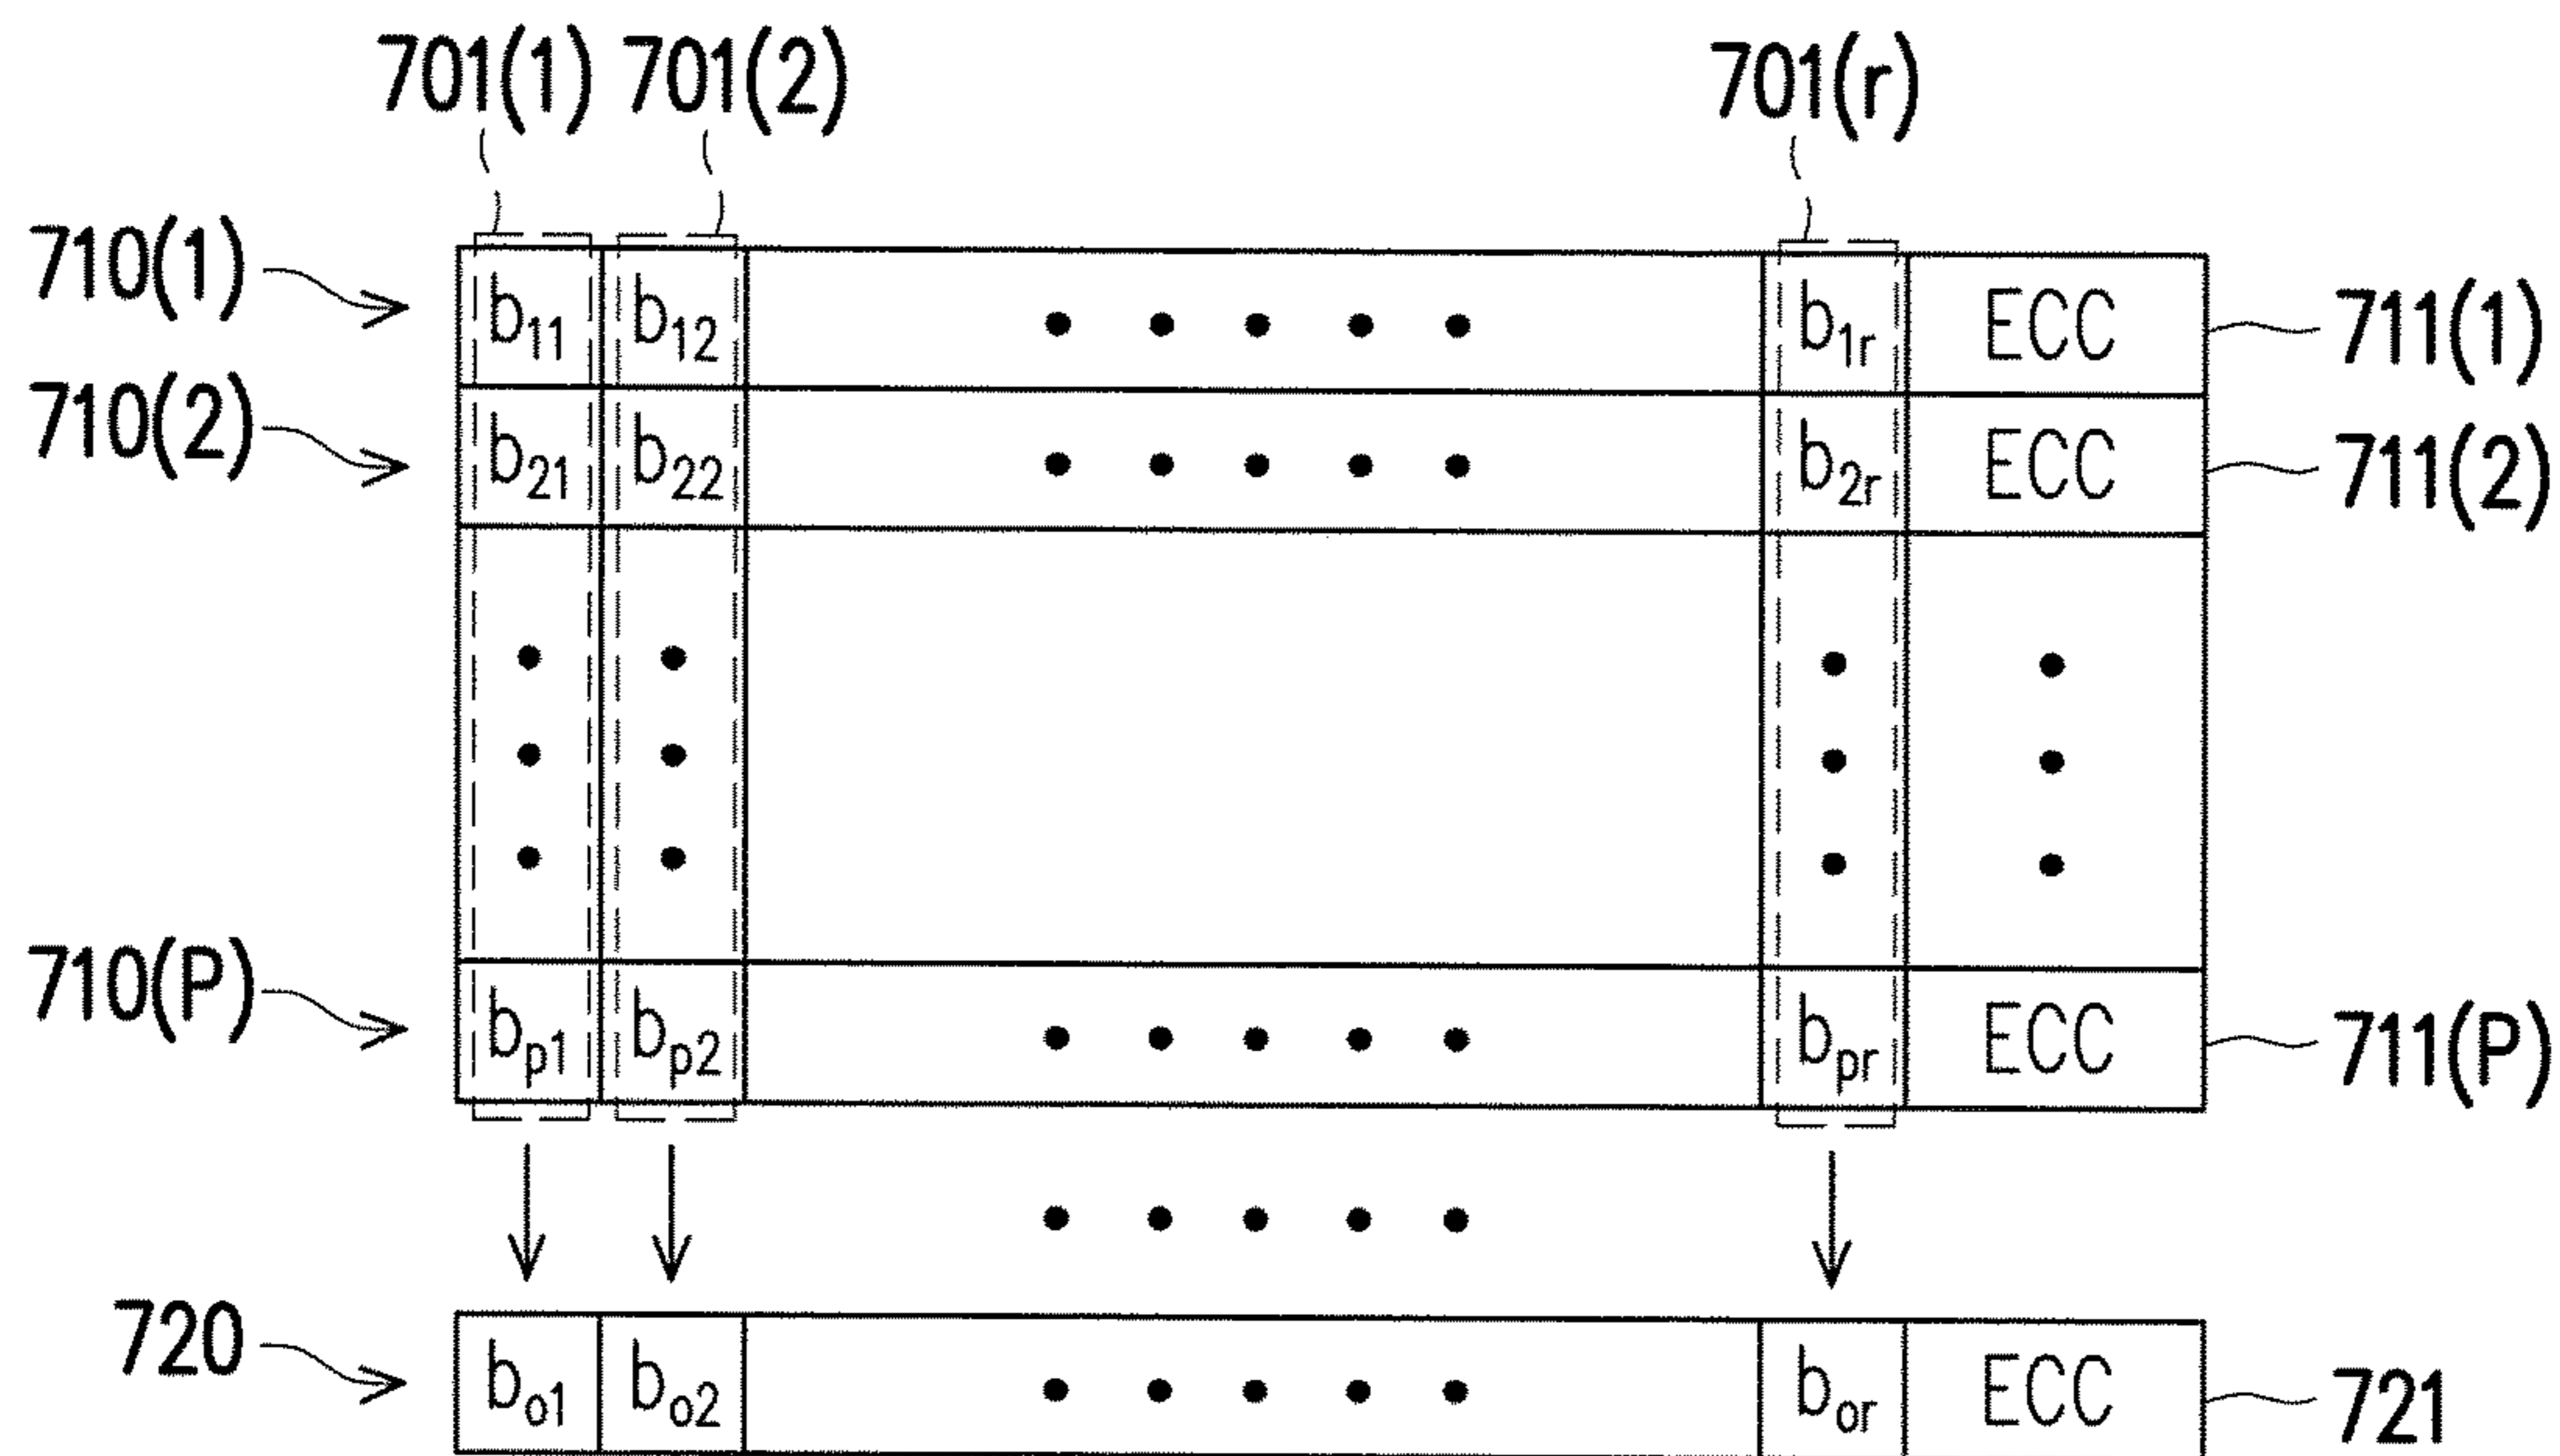 701(1) 701(2) 701(r)
710(1) b₁₁ b₁₂ • • • • • b₁ᵣ ECC 711(1)
710(2) b₂₁ b₂₂ • • • • • b₂ᵣ ECC 711(2)
710(P) bₚ₁ bₚ₂ • • • • • bₚᵣ ECC 711(P)
720 bₒ₁ bₒ₂ • • • • • bₒᵣ ECC 721